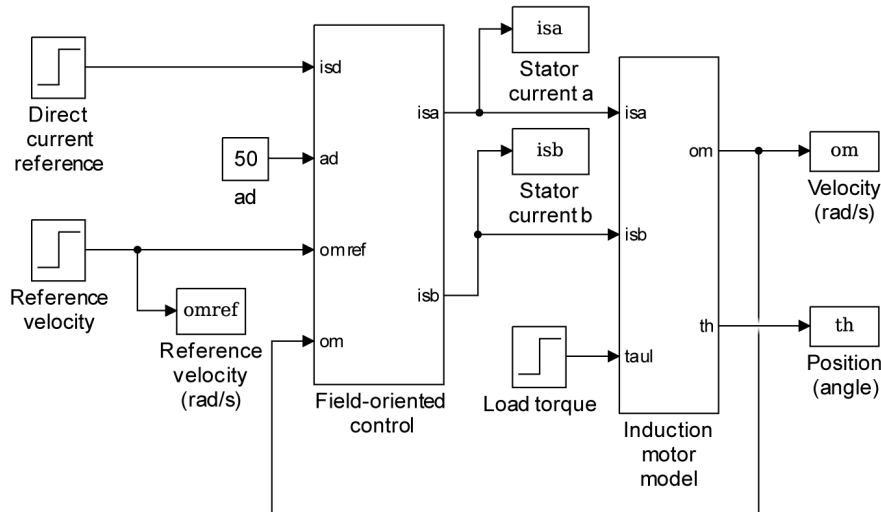 isa
Stator
current a
isd
Direct
current
reference
isa
isa
50
ad
ad
isb
Stator
current b
om
om
Velocity
(rad/s)
omref
isb
isb
Reference
velocity
omref
Reference
velocity
(rad/s)
om
Field-oriented
control
th
th
Position
(angle)
taul
Load torque
Induction
motor
model